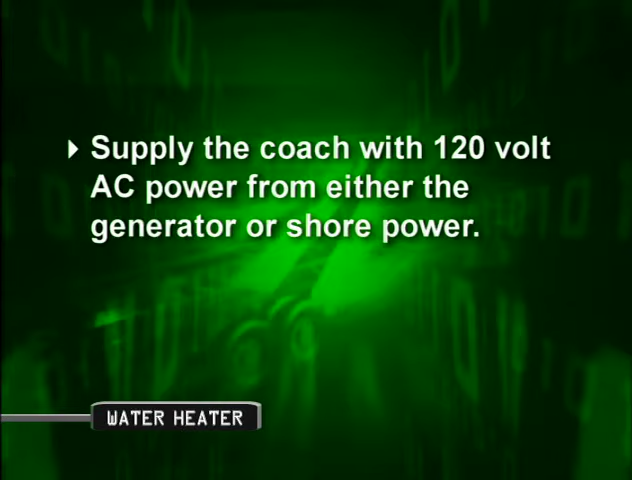 Supply the coach with 120 volt
AC power from either the
generator or shore power.
WATER HEATER